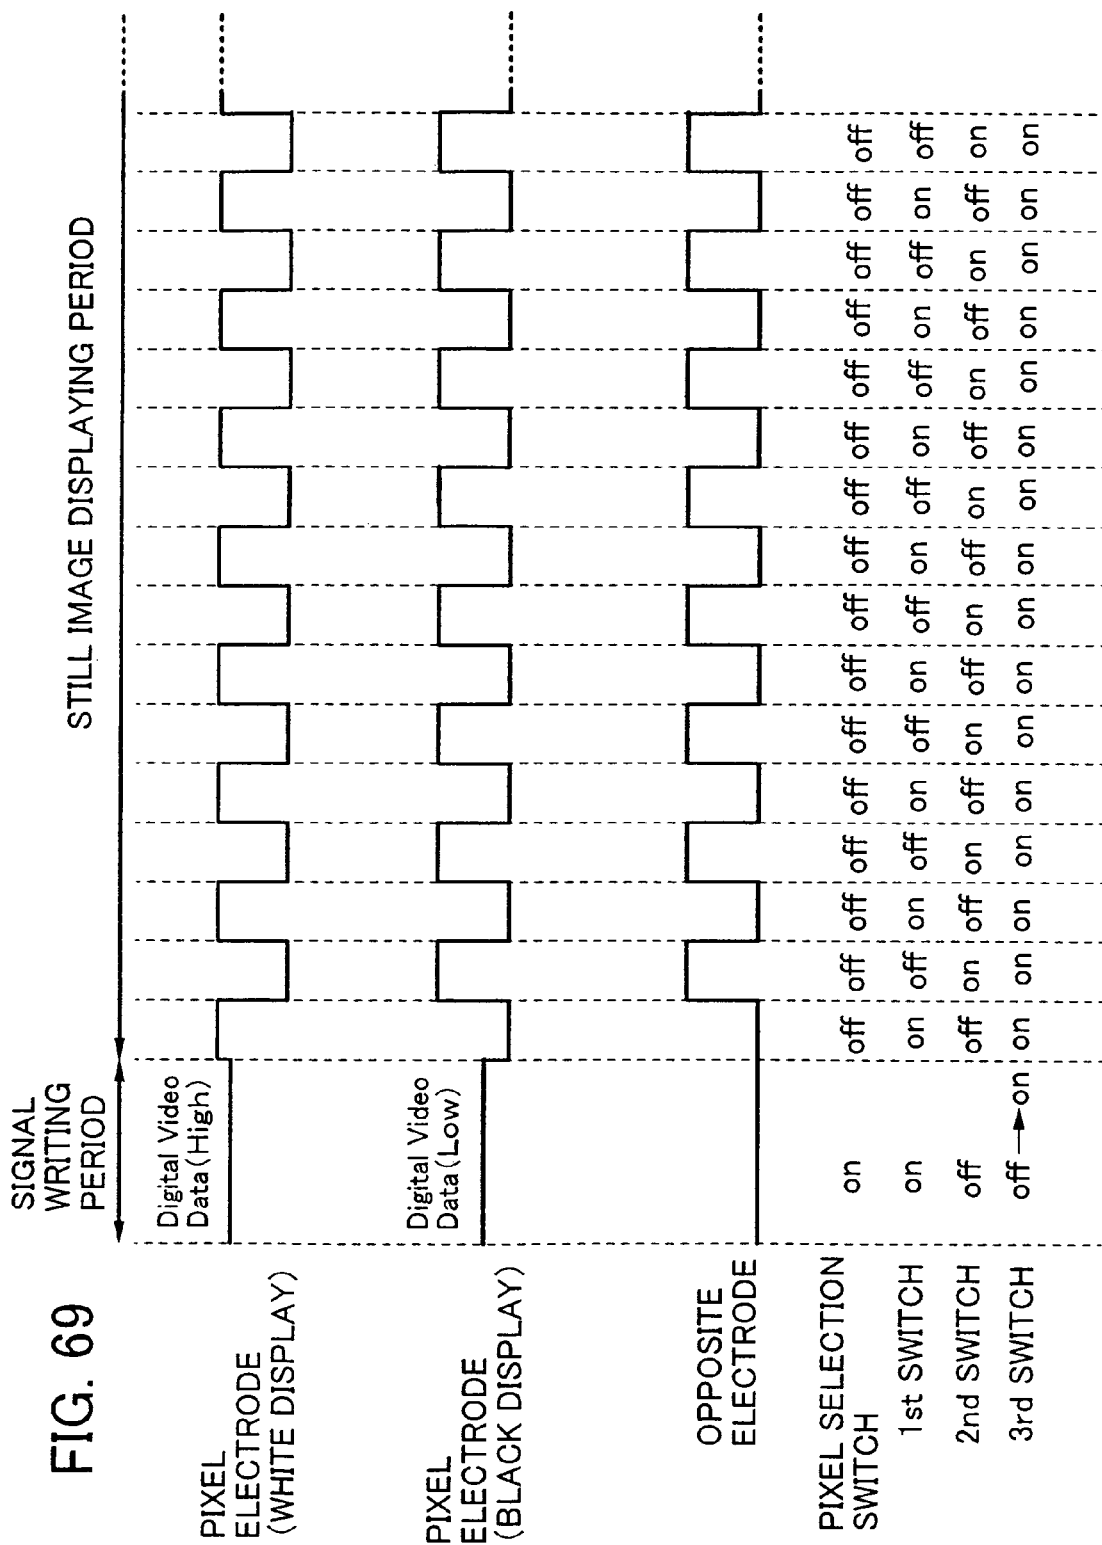 FIG. 69
SIGNAL
WRITING
PERIOD
STILL IMAGE DISPLAYING PERIOD
Digital Video
Data(High)
PIXEL
ELECTRODE
(WHITE DISPLAY)
Digital Video
Data(Low)
PIXEL
ELECTRODE
(BLACK DISPLAY)
OPPOSITE
ELECTRODE
PIXEL SELECTION
SWITCH
on off off off off off off off off off off off off off off off off
1st SWITCH on on off on off on off on off on off on off on off on off
2nd SWITCH off off on off on off on off on off on off on off on off on
3rd SWITCH off→on on on on on on on on on on on on on on on on on